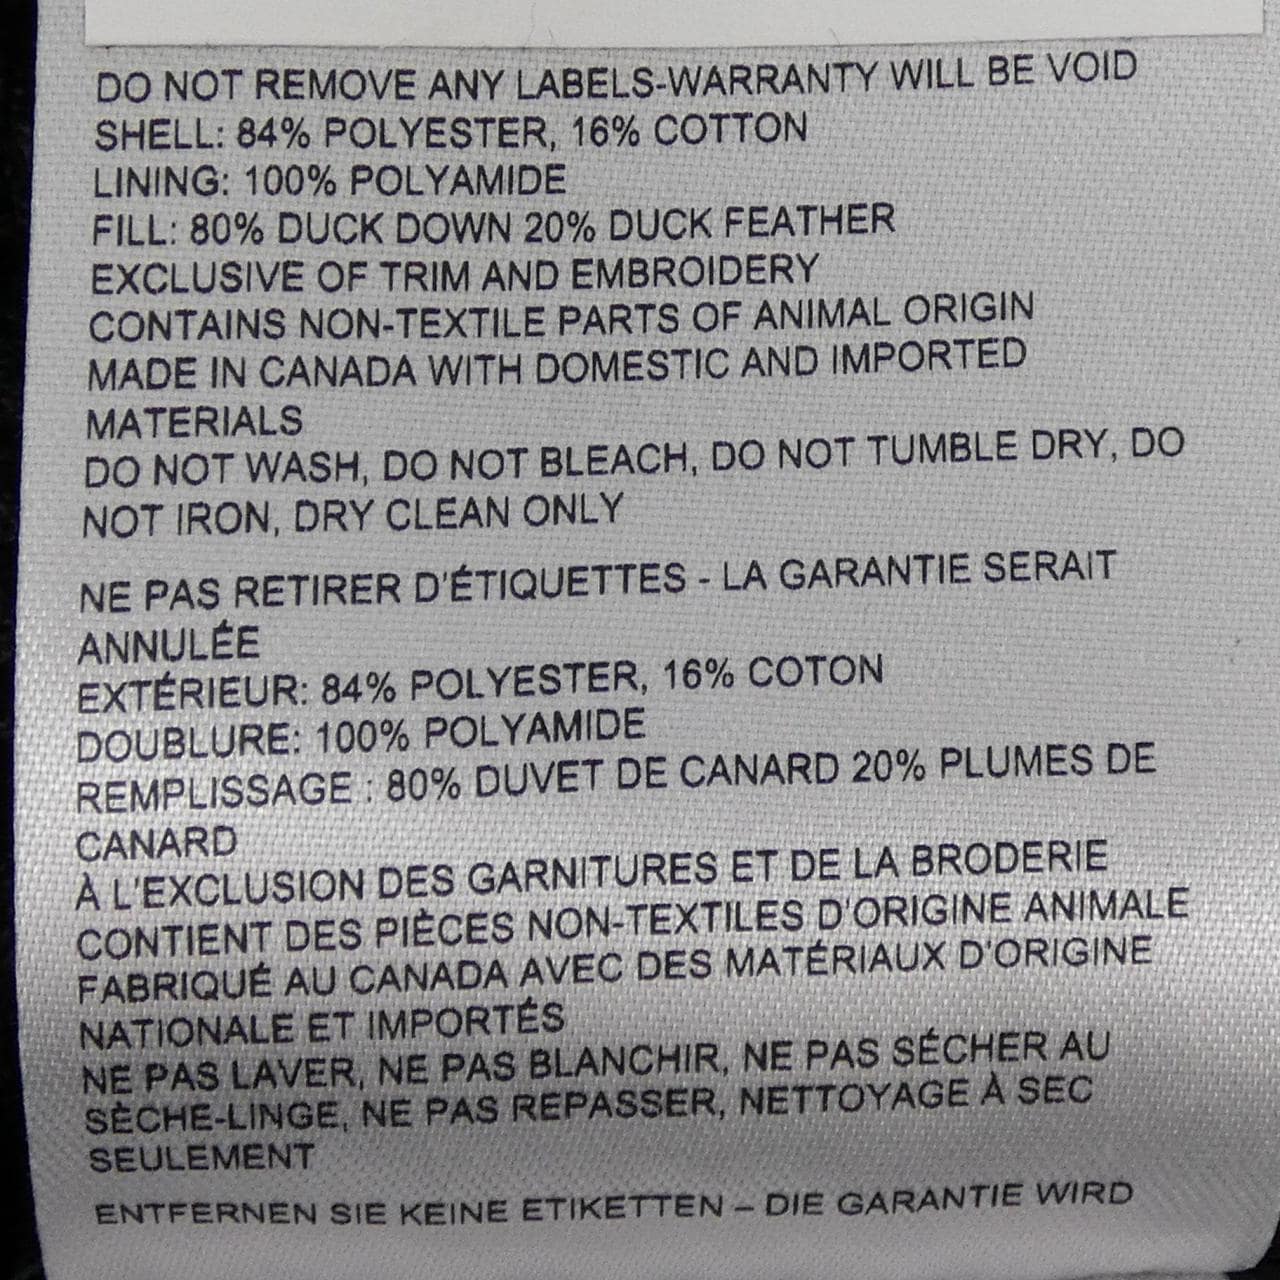 DO NOT REMOVE ANY LABELS-WARRANTY WILL BE VOID
SHELL: 84% POLYESTER, 16% COTTON
LINING: 100% POLYAMIDE
FILL: 80% DUCK DOWN 20% DUCK FEATHER
EXCLUSIVE OF TRIM AND EMBROIDERY
CONTAINS NON-TEXTILE PARTS OF ANIMAL ORIGIN
MADE IN CANADA WITH DOMESTIC AND IMPORTED
MATERIALS
DO NOT WASH, DO NOT BLEACH, DO NOT TUMBLE DRY, DO
NOT IRON, DRY CLEAN ONLY
NE PAS RETIRER D'ÉTIQUETTES - LA GARANTIE SERAIT
ANNULÉE
EXTÉRIEUR: 84% POLYESTER, 16% COTON
DOUBLURE: 100% POLYAMIDE
REMPLISSAGE : 80% DUVET DE CANARD 20% PLUMES DE
CANARD
À L'EXCLUSION DES GARNITURES ET DE LA BRODERIE
CONTIENT DES PIÈCES NON-TEXTILES D'ORIGINE ANIMALE
FABRIQUÉ AU CANADA AVEC DES MATÉRIAUX D'ORIGINE
NATIONALE ET IMPORTÉS
NE PAS LAVER, NE PAS BLANCHIR, NE PAS SÉCHER AU
SÈCHE-LINGE, NE PAS REPASSER, NETTOYAGE À SEC
SEULEMENT
ENTFERNEN SIE KEINE ETIKETTEN – DIE GARANTIE WIRD